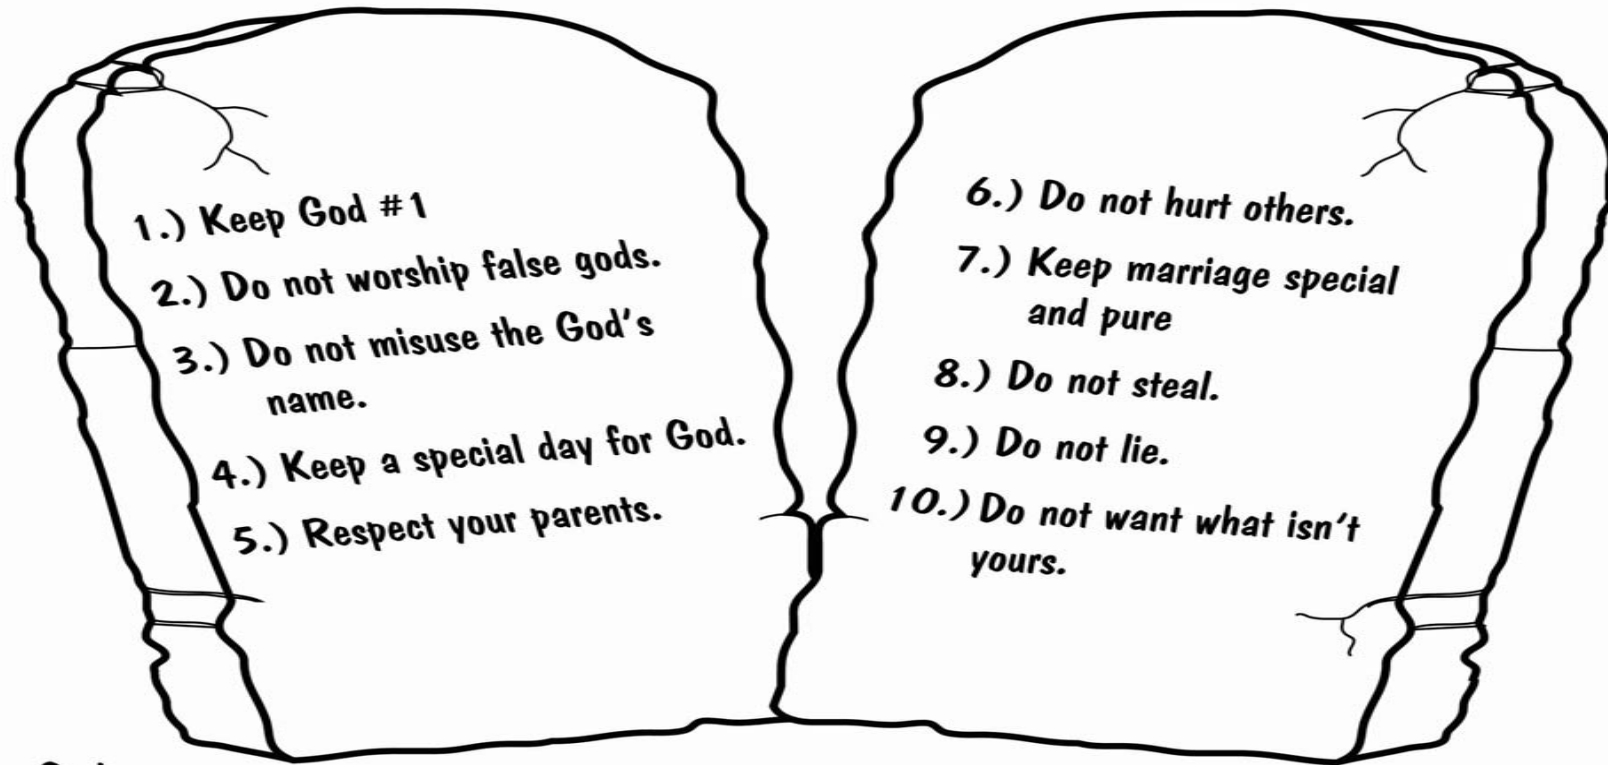 1.) Keep God #1
2.) Do not worship false gods.
3.) Do not misuse the God's
name.
4.) Keep a special day for God.
5.) Respect your parents.
6.) Do not hurt others.
7.) Keep marriage special
and pure
8.) Do not steal.
9.) Do not lie.
10.) Do not want what isn't
yours.